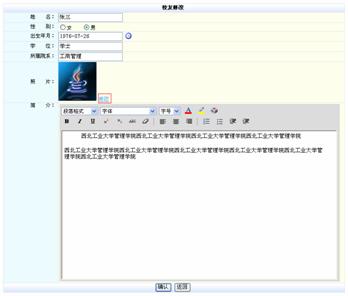 校友修改
姓 名：张三
性 别：○女 ⊙男
出生年月：1976-07-26
学 位：学士
所属院系：工商管理
照 片：
简 介：
段落格式 字体 字号
B I U
西北工业大学管理学院西北工业大学管理学院西北工业大学管理学院西北工业大学管理学院
西北工业大学管理学院西北工业大学管理学院西北工业大学管理学院西北工业大学管理学院西北工业大学管
理学院西北工业大学管理学院
确认 返回